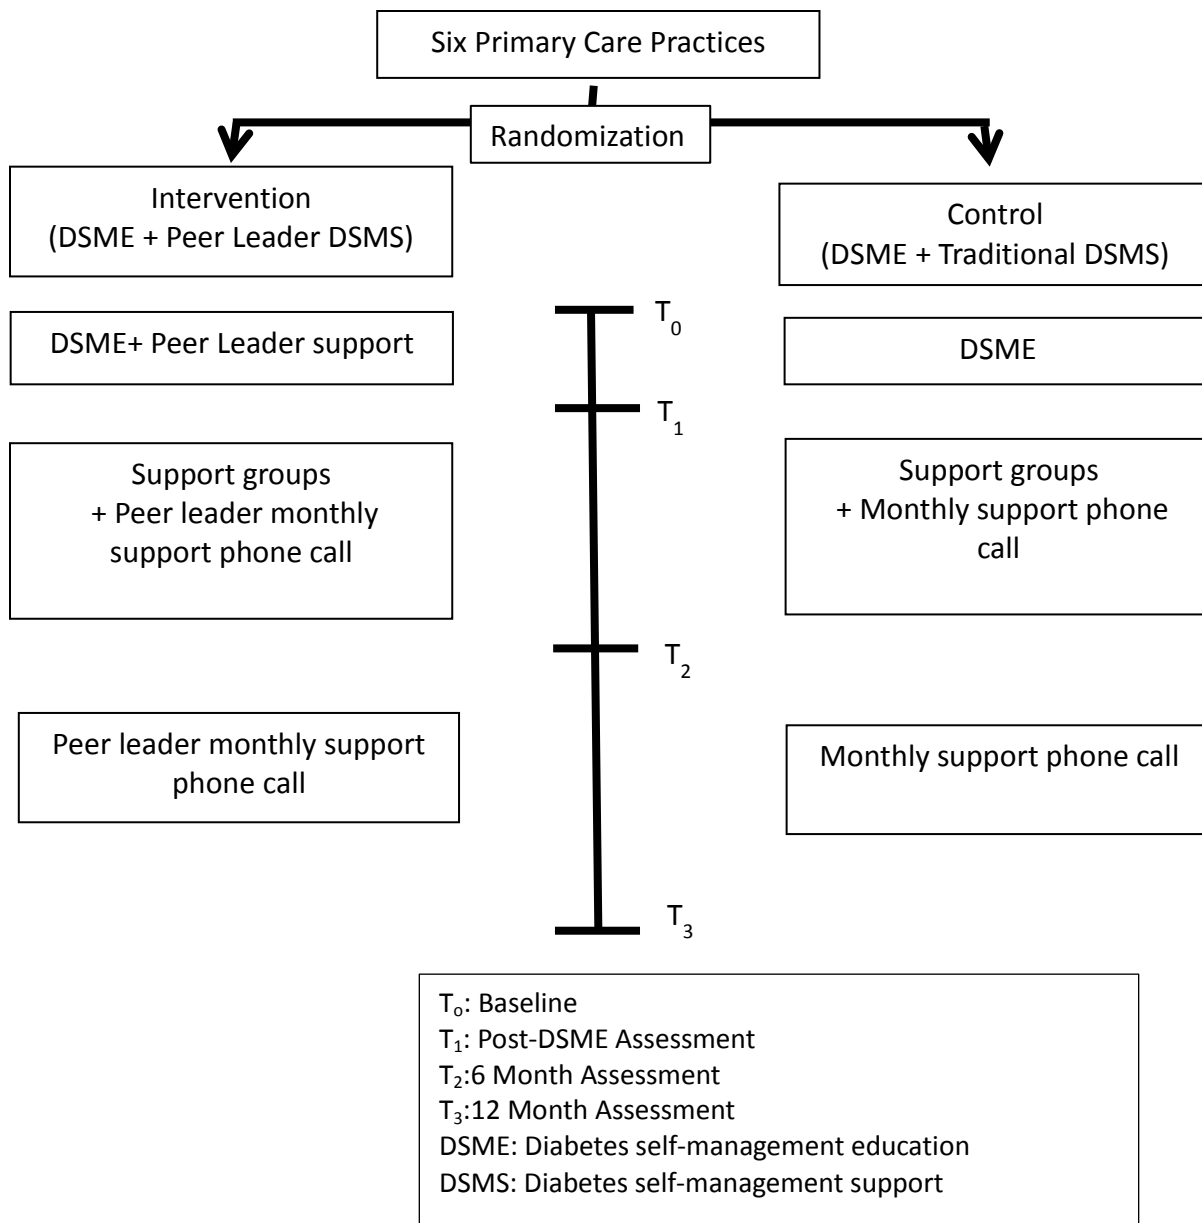 Six Primary Care Practices
Randomization
Intervention
(DSME + Peer Leader DSMS)
Control
(DSME + Traditional DSMS)
T₀
DSME+ Peer Leader support
DSME
T₁
Support groups
+ Peer leader monthly
support phone call
Support groups
+ Monthly support phone
call
T₂
Peer leader monthly support
phone call
Monthly support phone call
T₃
Tₒ: Baseline
T₁: Post-DSME Assessment
T₂:6 Month Assessment
T₃:12 Month Assessment
DSME: Diabetes self-management education
DSMS: Diabetes self-management support